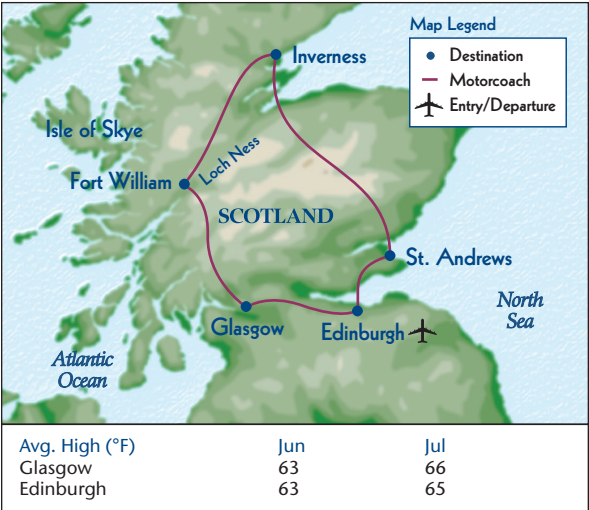 Map Legend
Destination
Motorcoach
Entry/Departure
Inverness
Isle of Skye
Loch Ness
Fort William
SCOTLAND
St. Andrews
North
Sea
Glasgow
Edinburgh
Atlantic
Ocean
Avg. High (°F) Jun Jul
Glasgow 63 66
Edinburgh 63 65